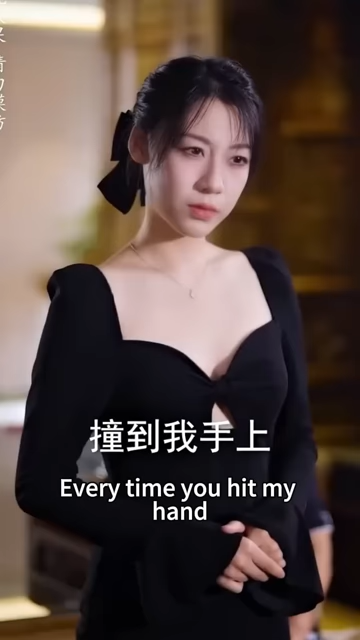 撞到我手上
Every time you hit my
hand